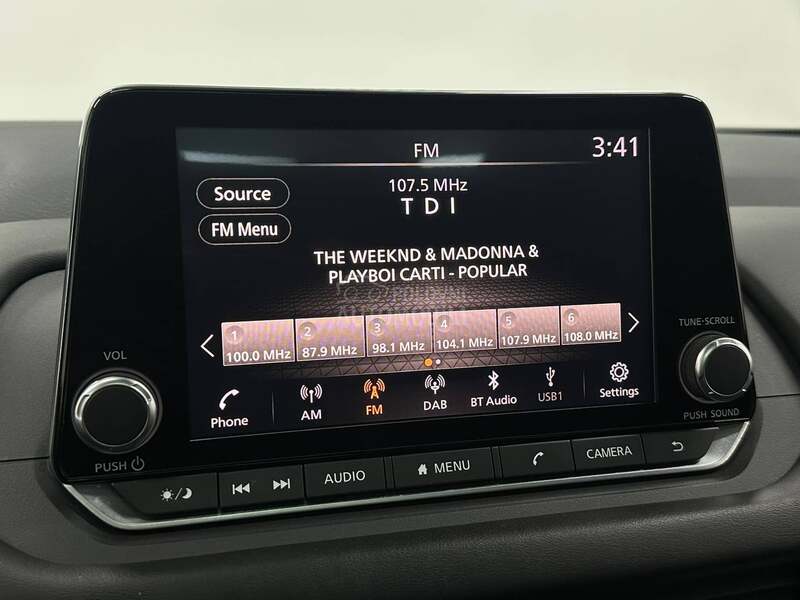 FM
3:41
Source
107.5 MHz
TDI
FM Menu
THE WEEKND & MADONNA &
PLAYBOI CARTI - POPULAR
1
100.0 MHz
2
87.9 MHz
3
98.1 MHz
4
104.1 MHz
5
107.9 MHz
6
108.0 MHz
Phone
AM
FM
DAB
BT Audio
USB1
Settings
VOL
PUSH
TUNE·SCROLL
PUSH SOUND
AUDIO
MENU
CAMERA